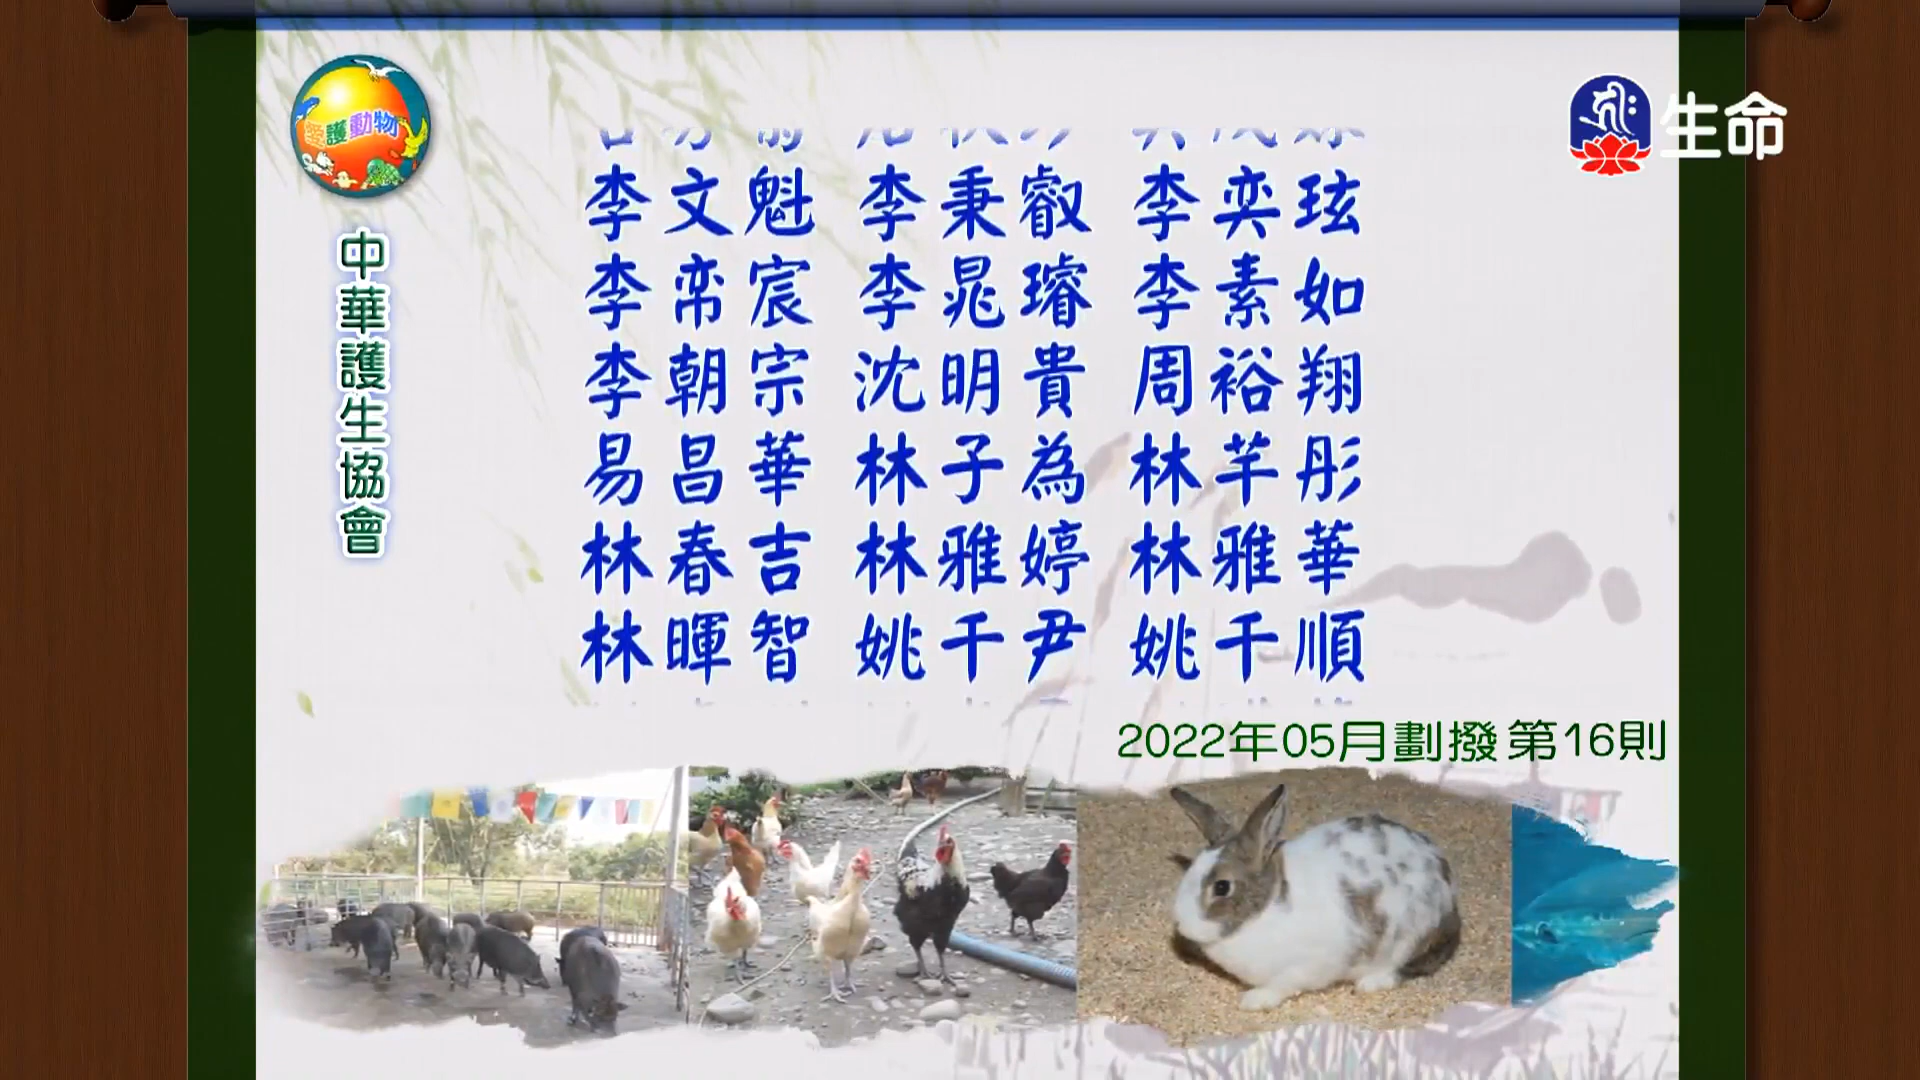 愛護動物
生命
中華護生協會
李文魁 李秉叡 李奕玹
李帟宸 李晁璿 李素如
李朝宗 沈明貴 周裕翔
易昌華 林子為 林芊彤
林春吉 林雅婷 林雅華
林暉智 姚千尹 姚千順
2022年05月劃撥第16則